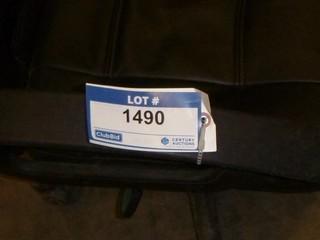 LOT #
1490
ClubBid
CENTURY
AUCTIONS